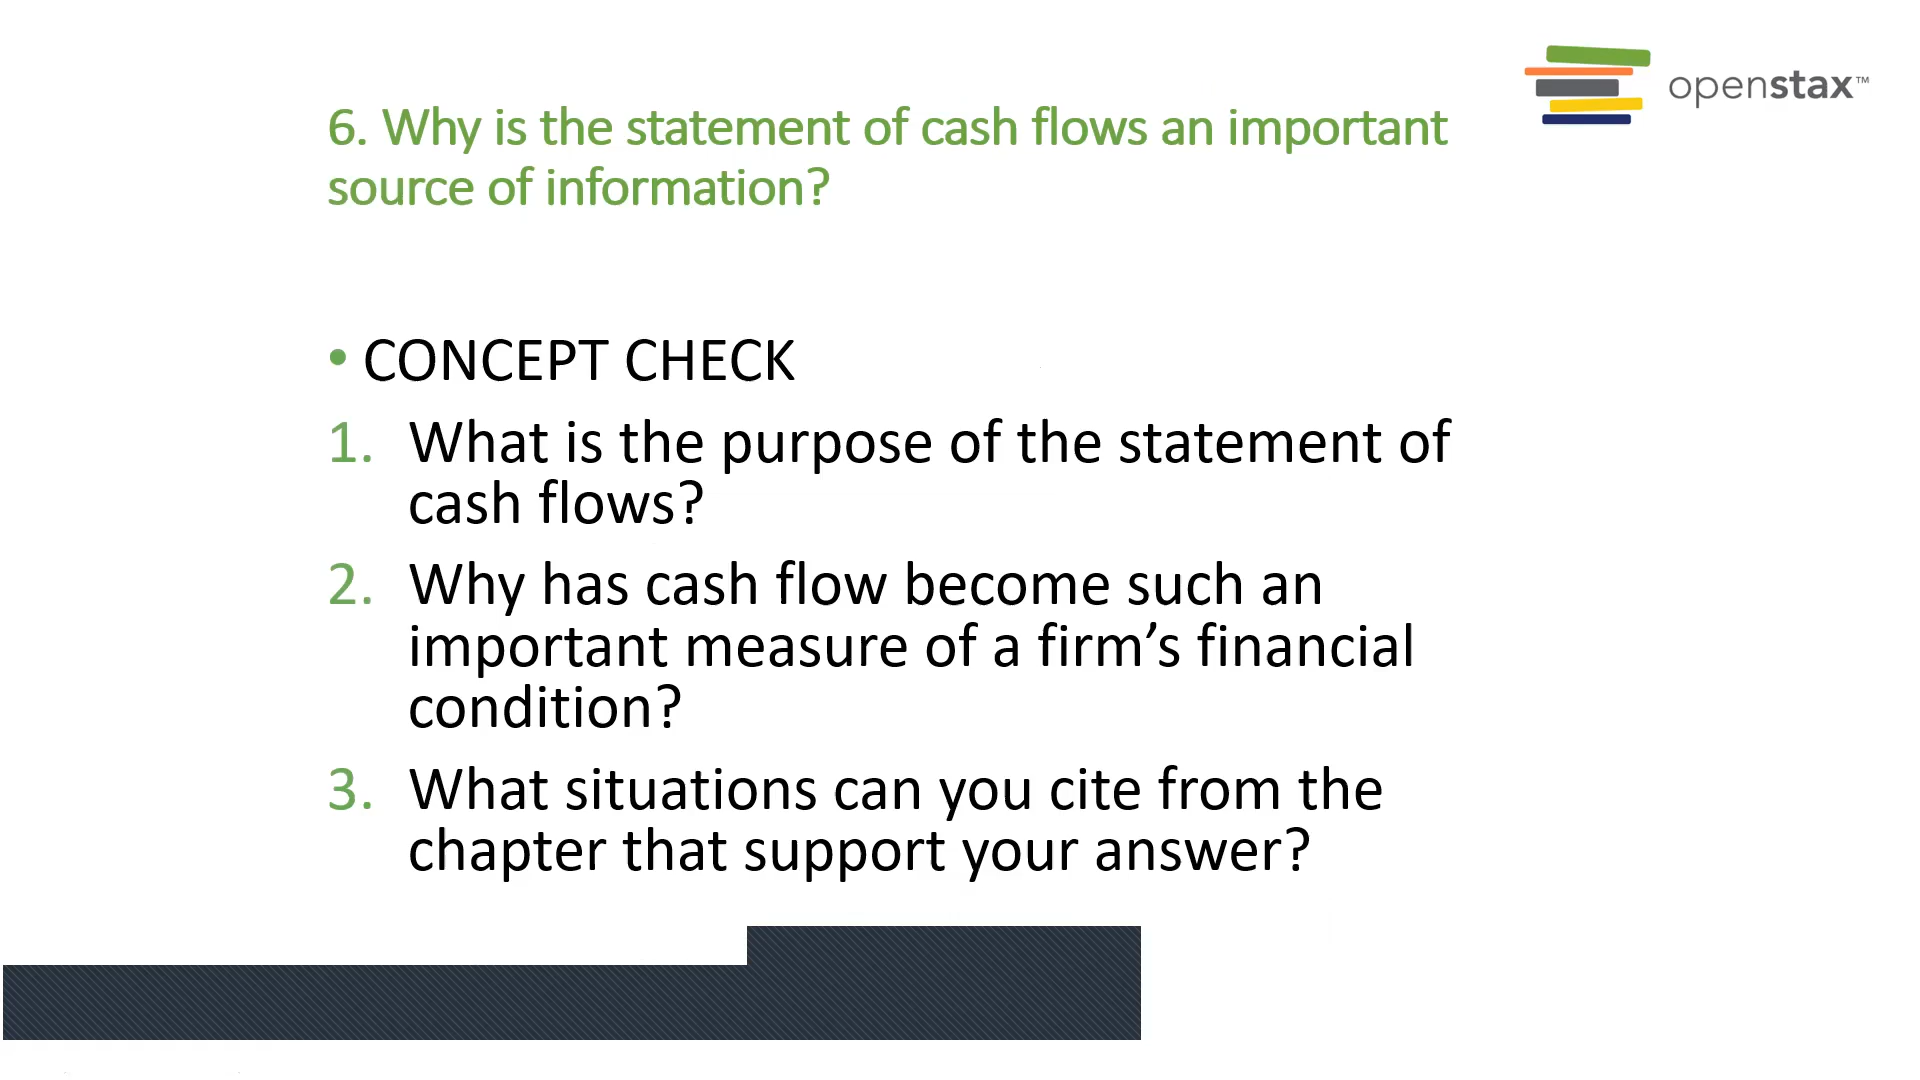 openstax™
6. Why is the statement of cash flows an important
source of information?
• CONCEPT CHECK
1. What is the purpose of the statement of
cash flows?
2. Why has cash flow become such an
important measure of a firm’s financial
condition?
3. What situations can you cite from the
chapter that support your answer?